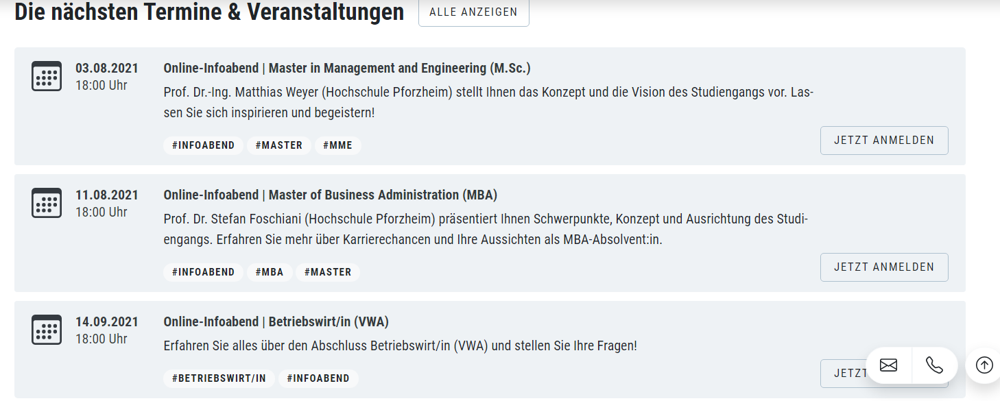 Die nächsten Termine & Veranstaltungen
ALLE ANZEIGEN
03.08.2021
18:00 Uhr
Online-Infoabend | Master in Management and Engineering (M.Sc.)
Prof. Dr.-Ing. Matthias Weyer (Hochschule Pforzheim) stellt Ihnen das Konzept und die Vision des Studiengangs vor. Las-
sen Sie sich inspirieren und begeistern!
#INFOABEND #MASTER #MME
JETZT ANMELDEN
11.08.2021
18:00 Uhr
Online-Infoabend | Master of Business Administration (MBA)
Prof. Dr. Stefan Foschiani (Hochschule Pforzheim) präsentiert Ihnen Schwerpunkte, Konzept und Ausrichtung des Studi-
engangs. Erfahren Sie mehr über Karrierechancen und Ihre Aussichten als MBA-Absolvent:in.
#INFOABEND #MBA #MASTER
JETZT ANMELDEN
14.09.2021
18:00 Uhr
Online-Infoabend | Betriebswirt/in (VWA)
Erfahren Sie alles über den Abschluss Betriebswirt/in (VWA) und stellen Sie Ihre Fragen!
#BETRIEBSWIRT/IN #INFOABEND
JETZT